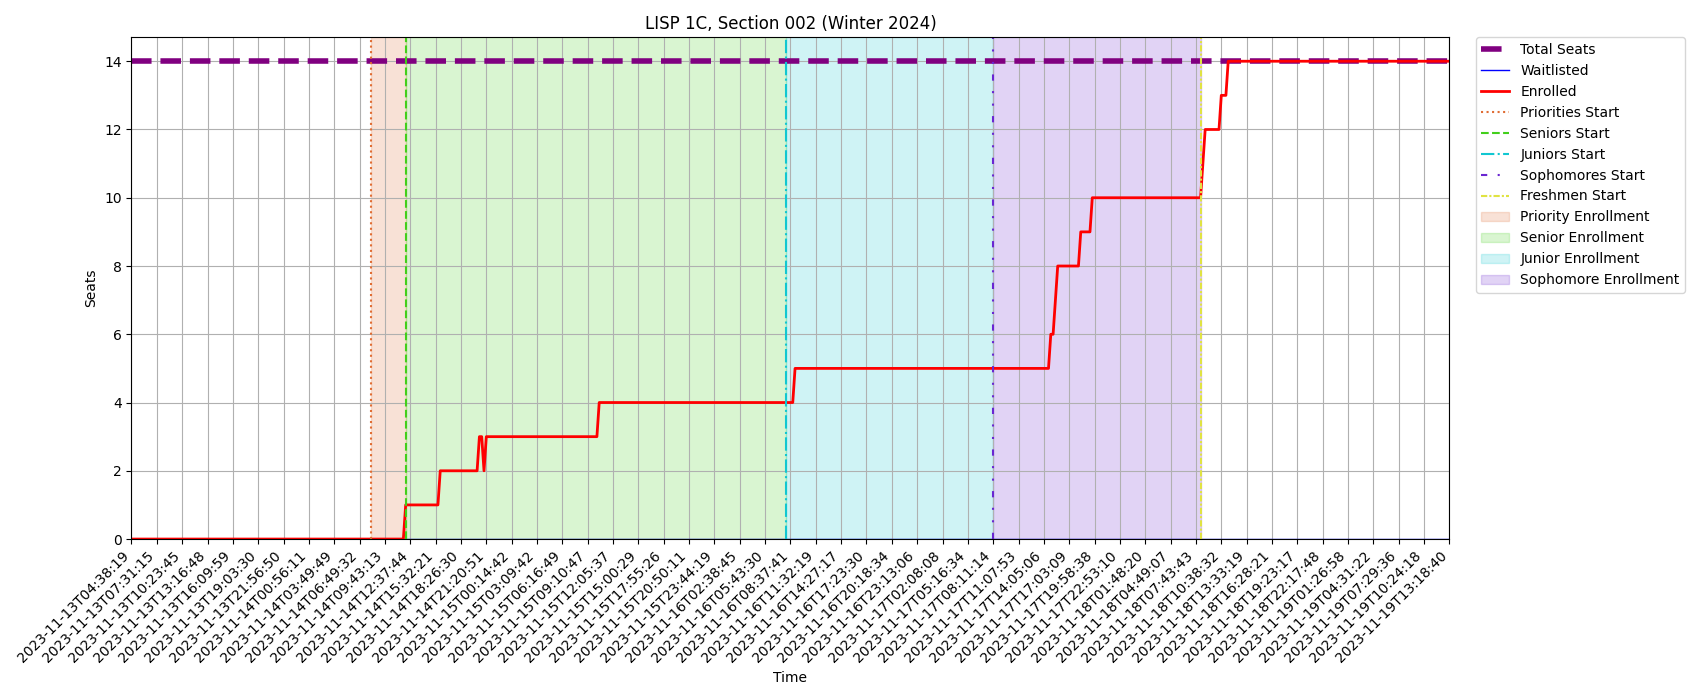 LISP 1C, Section 002 (Winter 2024)
14
12
10
8
6
4
2
0
Seats
2023-11-13T04:38:19
2023-11-13T07:31:15
2023-11-13T10:23:45
2023-11-13T13:16:48
2023-11-13T16:09:59
2023-11-13T19:03:30
2023-11-13T21:56:50
2023-11-14T00:56:11
2023-11-14T03:49:49
2023-11-14T06:49:32
2023-11-14T09:43:13
2023-11-14T12:37:44
2023-11-14T15:32:21
2023-11-14T18:26:30
2023-11-14T21:20:51
2023-11-15T00:14:42
2023-11-15T03:09:42
2023-11-15T06:16:49
2023-11-15T09:10:47
2023-11-15T12:05:37
2023-11-15T15:00:29
2023-11-15T17:55:26
2023-11-15T20:50:11
2023-11-15T23:44:19
2023-11-16T02:38:45
2023-11-16T05:43:30
2023-11-16T08:37:41
2023-11-16T11:32:19
2023-11-16T14:27:17
2023-11-16T17:23:30
2023-11-16T20:18:34
2023-11-16T23:13:06
2023-11-17T02:08:08
2023-11-17T05:16:34
2023-11-17T08:11:14
2023-11-17T11:07:53
2023-11-17T14:05:06
2023-11-17T17:03:09
2023-11-17T19:58:38
2023-11-17T22:53:10
2023-11-18T01:48:20
2023-11-18T04:49:07
2023-11-18T07:43:43
2023-11-18T10:38:32
2023-11-18T13:33:19
2023-11-18T16:28:21
2023-11-18T19:23:17
2023-11-18T22:17:48
2023-11-19T01:26:58
2023-11-19T04:31:22
2023-11-19T07:29:36
2023-11-19T10:24:18
2023-11-19T13:18:40
Time
Total Seats
Waitlisted
Enrolled
Priorities Start
Seniors Start
Juniors Start
Sophomores Start
Freshmen Start
Priority Enrollment
Senior Enrollment
Junior Enrollment
Sophomore Enrollment